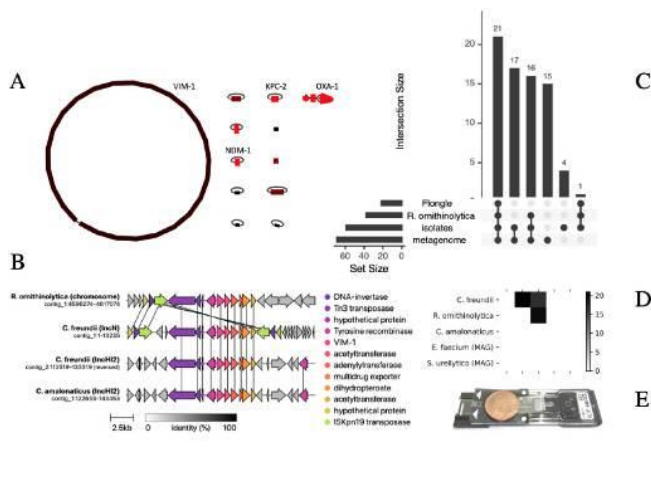 A
VIM-1
KPC-2
OXA-1
NDM-1
C
Intersection Size
20
15
10
5
21
17
16
15
4
1
Flongle
R. ornithinolytica
isolates
metagenome
60 40 20 0
Set Size
B
R. ornithinolytica (chromosome)
C. freundii (IncN)
C. freundii (IncHI2)
C. amalonaticus (IncHI2)
2.5kb
0
Identity (%)
100
DNA-invertase
Tn3 transposase
hypothetical protein
Tyrosine recombinase
VIM-1
acetyltransferase
adenylyltransferase
multidrug exporter
dihydropteroate
acetyltransferase
hypothetical protein
ISKpn19 transposase
D
C. freundii
R. ornithinolytica
C. amalonaticus
E. faecium (MAG)
S. ureilytica (MAG)
20
15
10
5
0
E